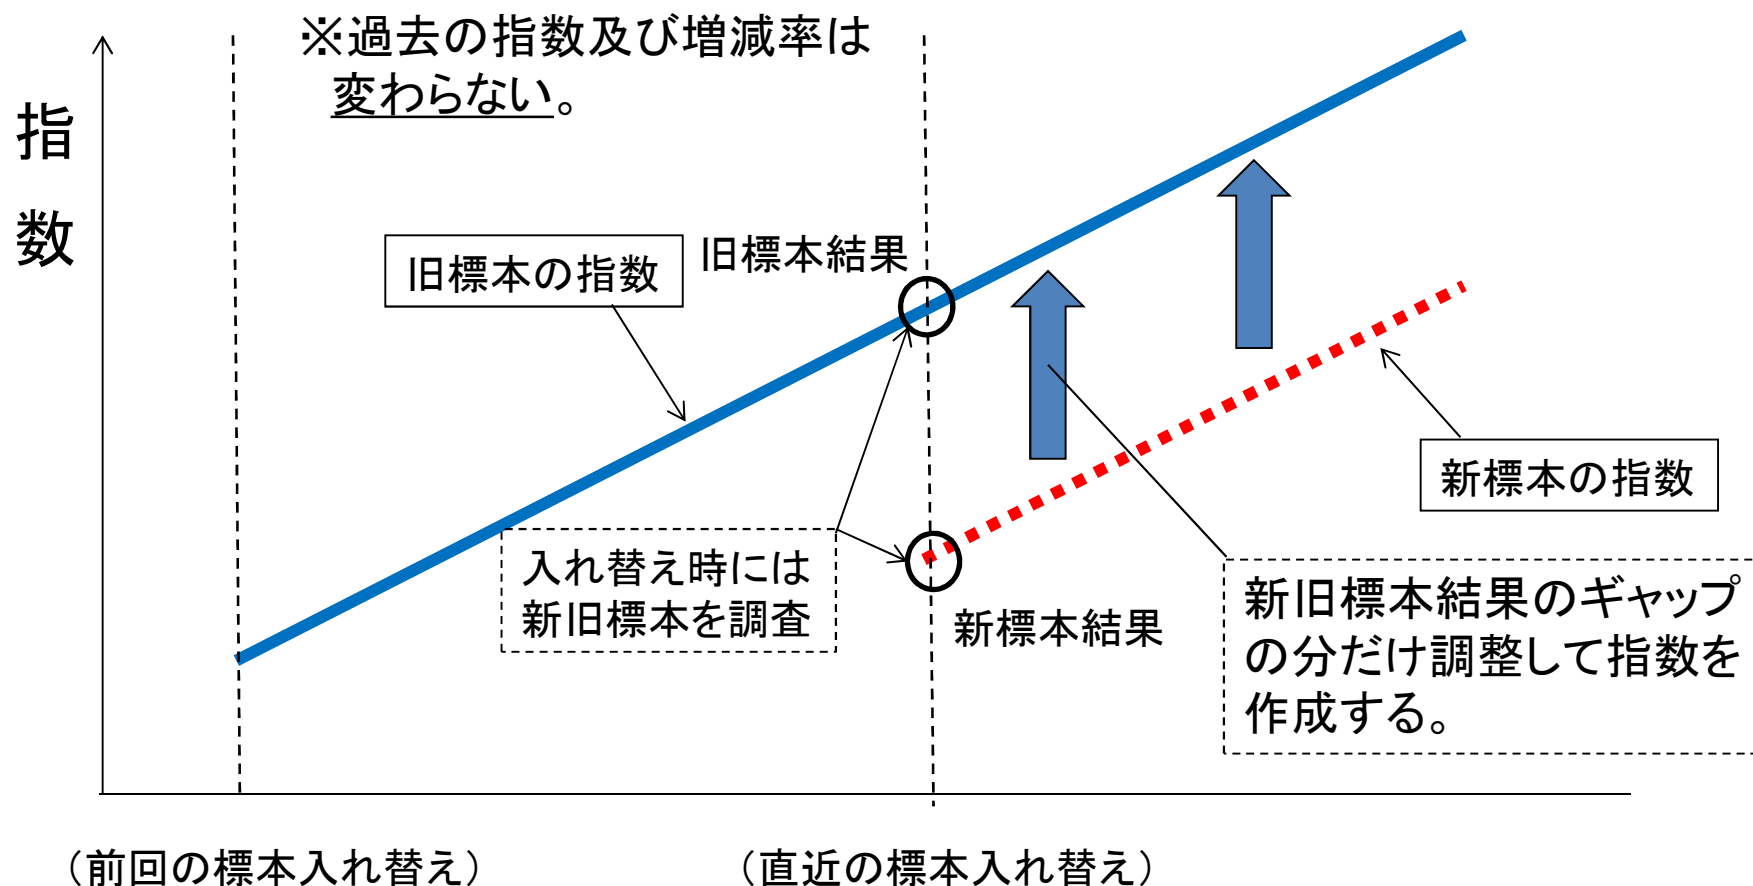 ※過去の指数及び増減率は
変わらない。
指
数
旧標本の指数
旧標本結果
新標本の指数
入れ替え時には
新旧標本を調査
新標本結果
新旧標本結果のギャップ
の分だけ調整して指数を
作成する。
（前回の標本入れ替え）
（直近の標本入れ替え）